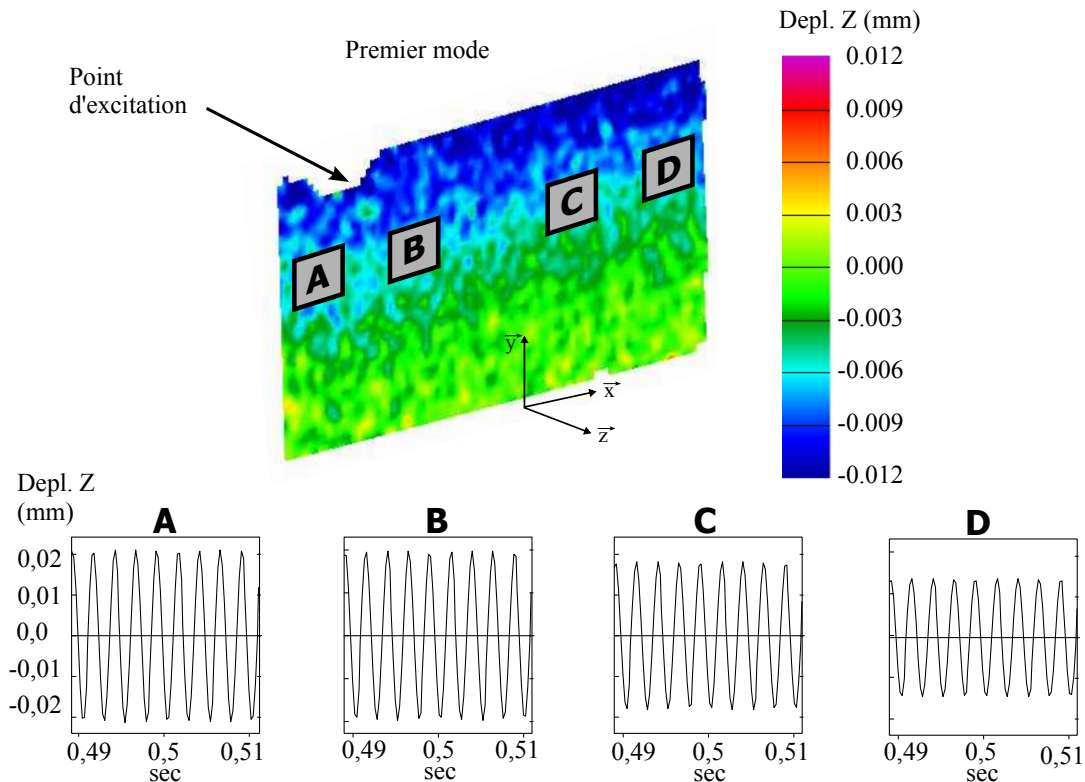 Depl. Z (mm)
Premier mode
Point
d'excitation
0.012
0.009
0.006
0.003
0.000
-0.003
-0.006
-0.009
-0.012
A
B
C
D
y
x
z
Depl. Z
(mm)
A
B
C
D
0,02
0,01
0,0
-0,01
-0,02
0,49 0,5 0,51
sec
0,49 0,5 0,51
sec
0,49 0,5 0,51
sec
0,49 0,5 0,51
sec